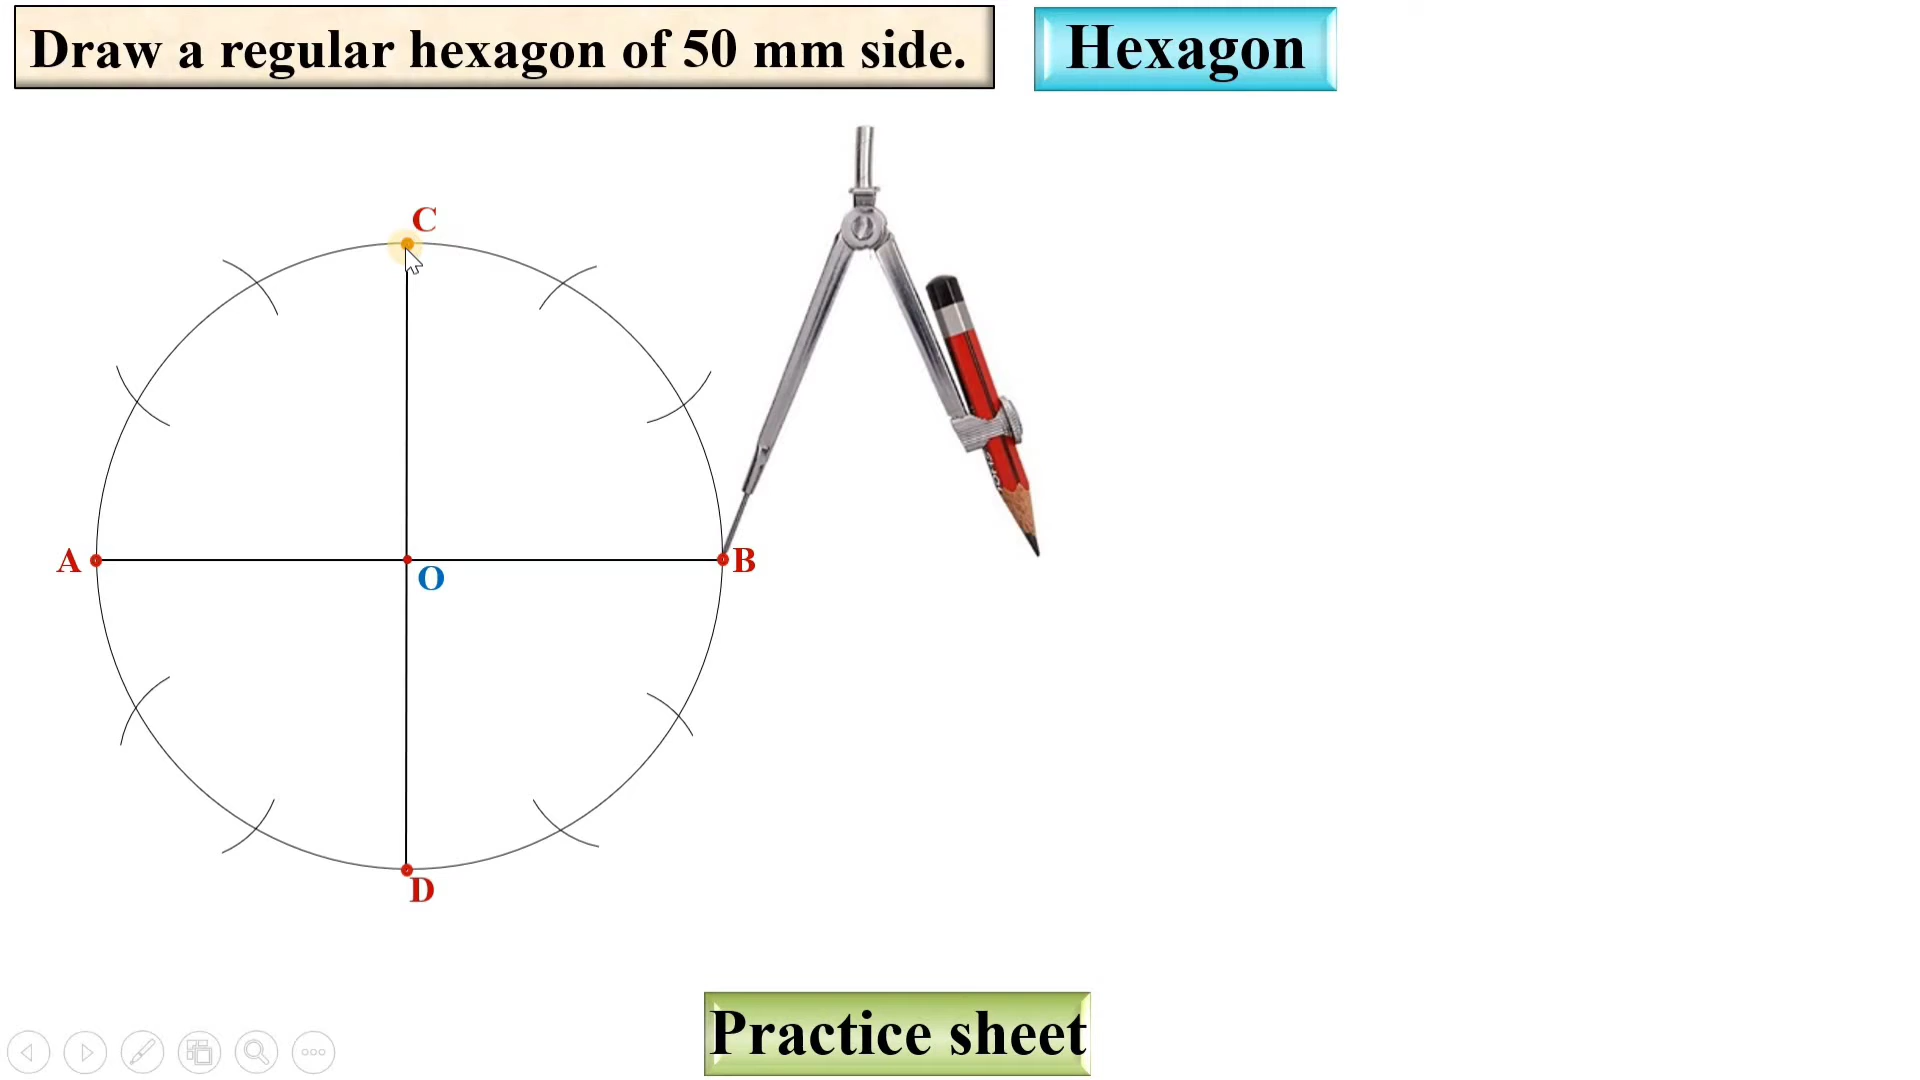 Draw a regular hexagon of 50 mm side.
Hexagon
C
A
O
B
D
Practice sheet